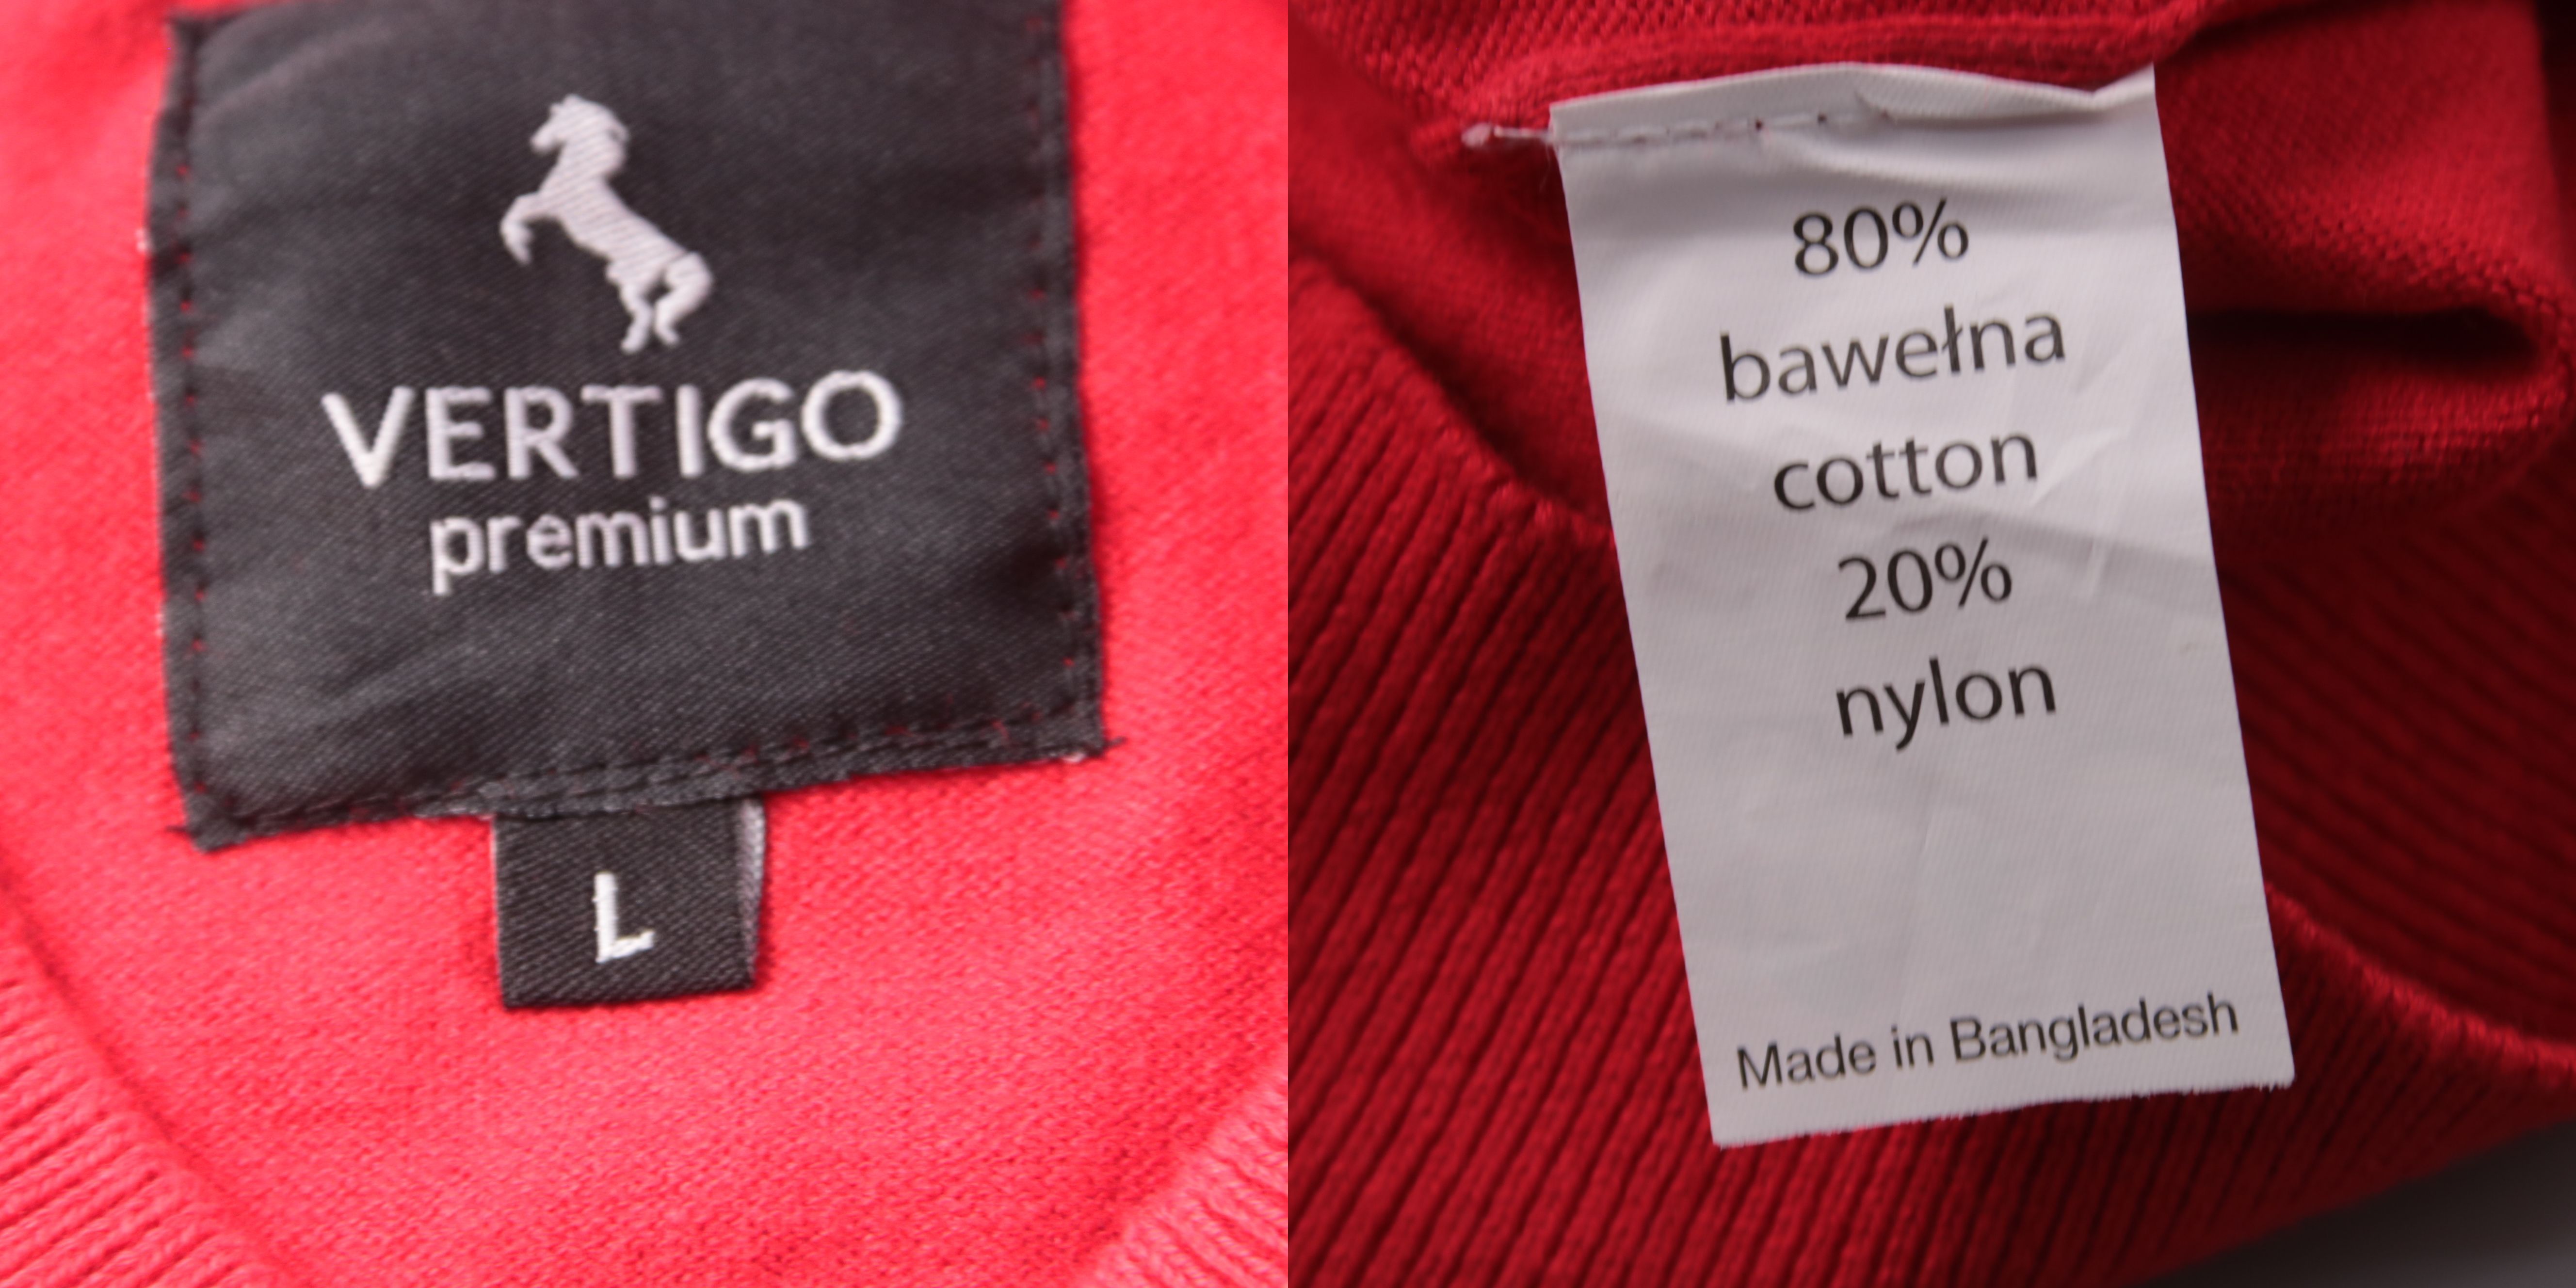 VERTIGO
premium
L
80%
bawełna
cotton
20%
nylon
Made in Bangladesh